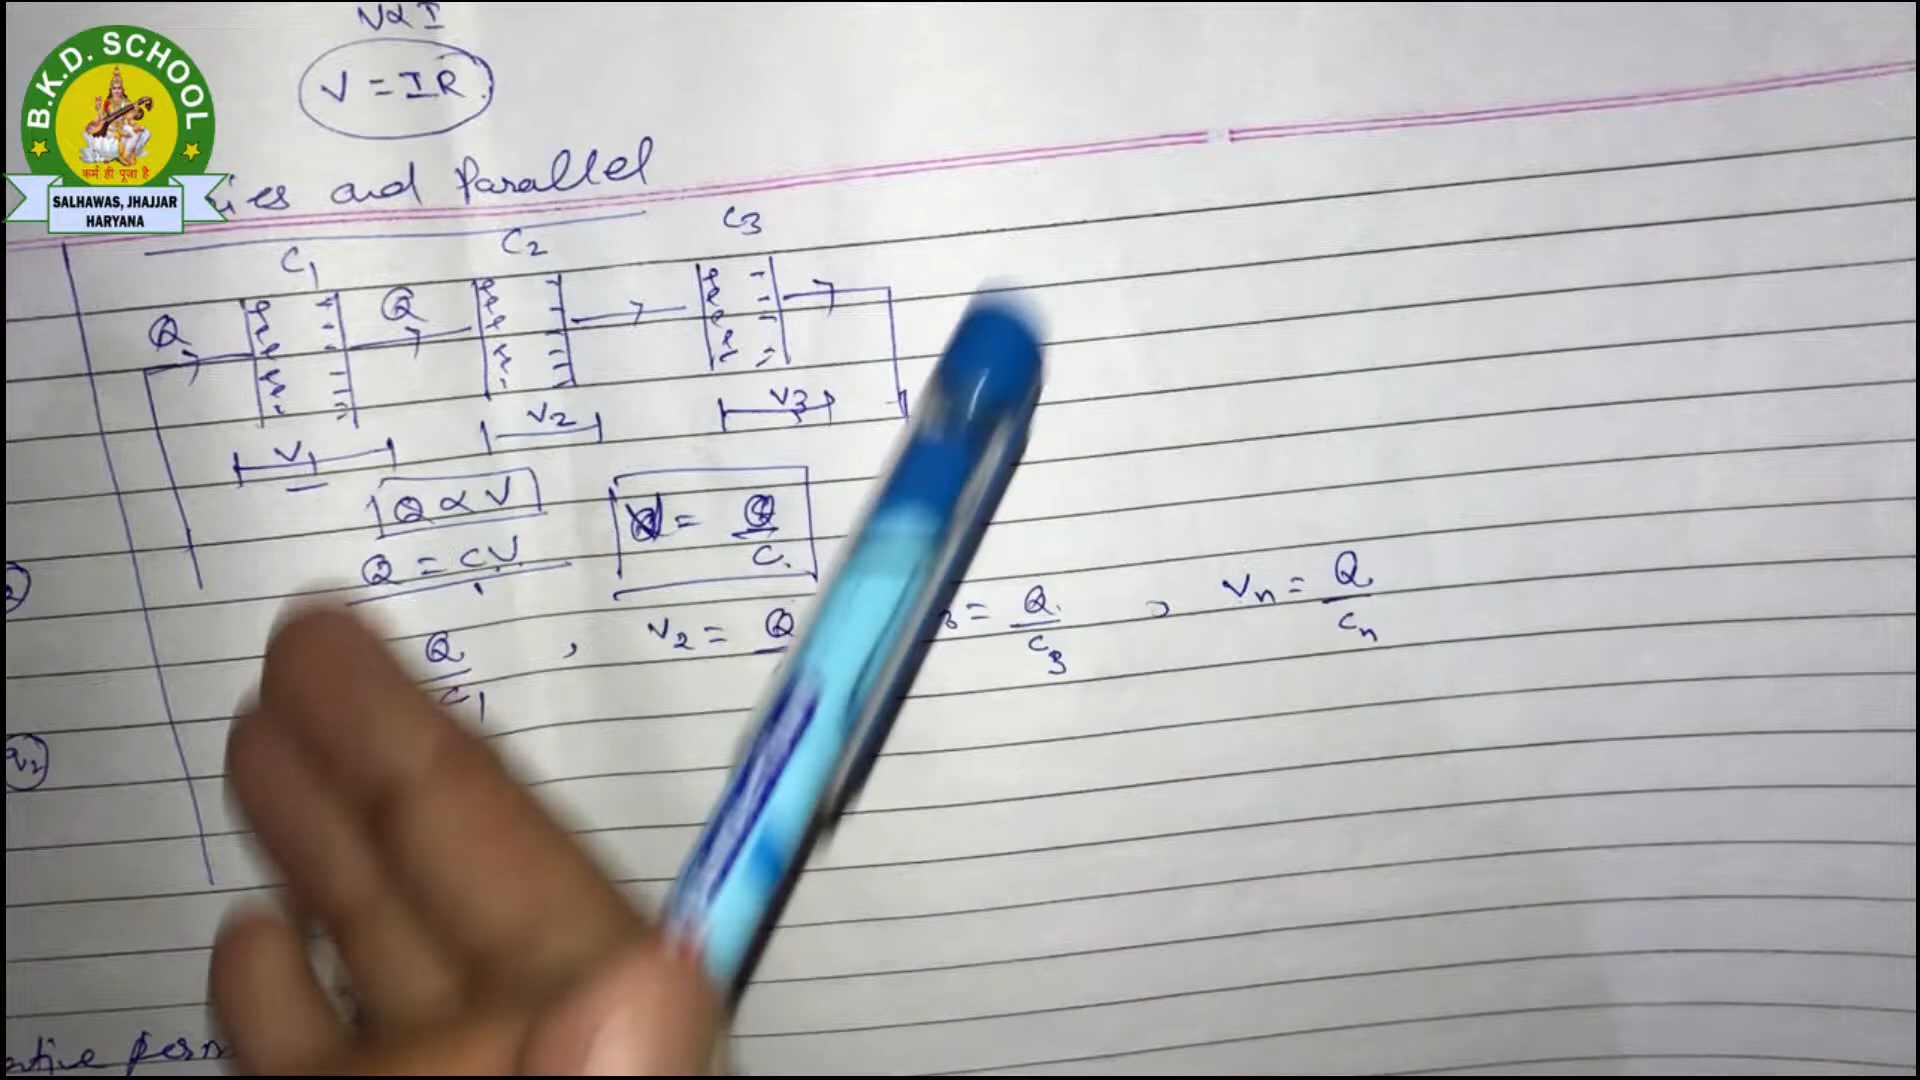 B.K.D. SCHOOL
कर्म ही पूजा है
SALHAWAS, JHAJJAR
HARYANA
V∝I
V = IR
and Parallel
C1 C2 C3
Q Q
V1 V2 V3
Q ∝ V
Q = CV
= Q/C.
Q/C1 , V2 = Q = Q/C3 , Vn = Q/Cn